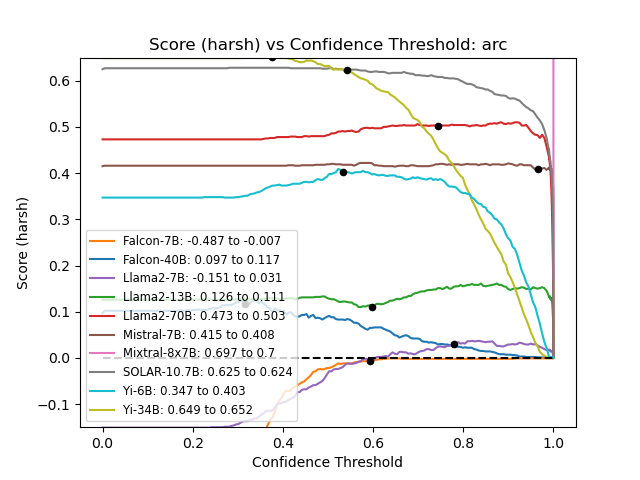 Score (harsh) vs Confidence Threshold: arc
Score (harsh)
0.6
0.5
0.4
0.3
0.2
0.1
0.0
−0.1
Falcon-7B: -0.487 to -0.007
Falcon-40B: 0.097 to 0.117
Llama2-7B: -0.151 to 0.031
Llama2-13B: 0.126 to 0.111
Llama2-70B: 0.473 to 0.503
Mistral-7B: 0.415 to 0.408
Mixtral-8x7B: 0.697 to 0.7
SOLAR-10.7B: 0.625 to 0.624
Yi-6B: 0.347 to 0.403
Yi-34B: 0.649 to 0.652
0.0 0.2 0.4 0.6 0.8 1.0
Confidence Threshold